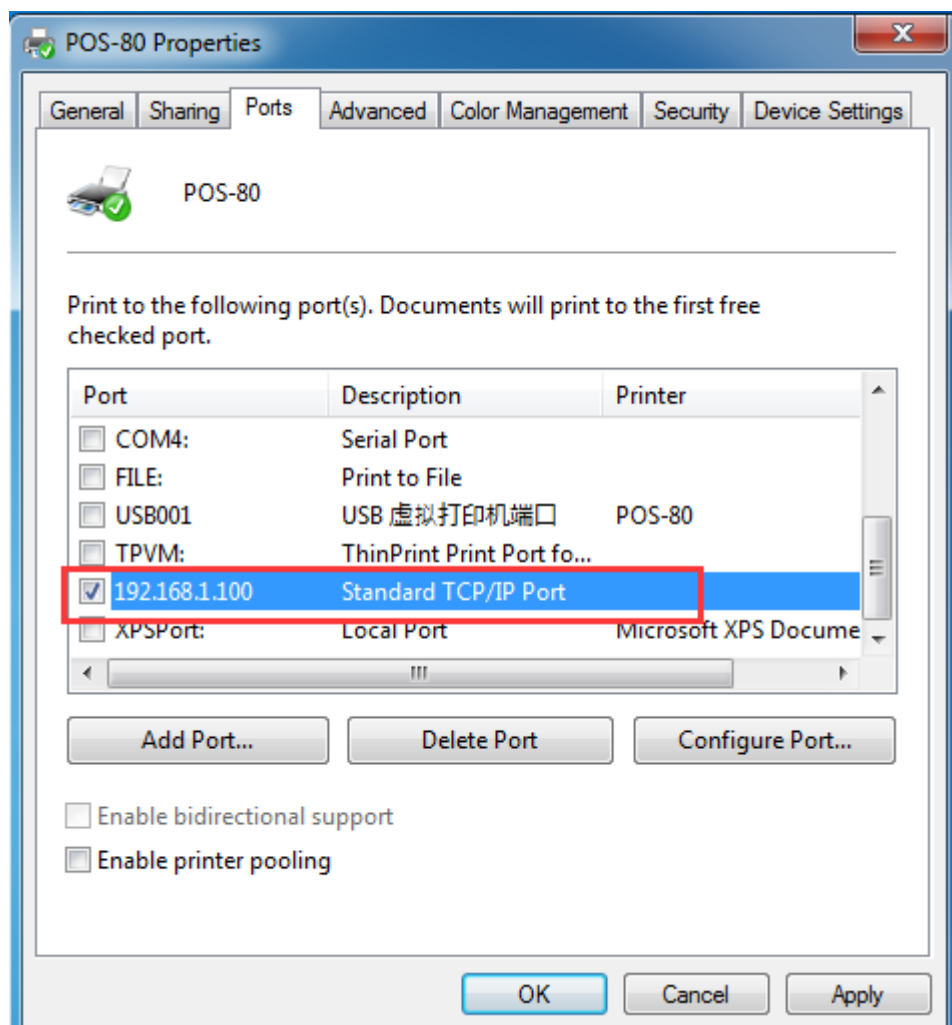 POS-80 Properties
General Sharing Ports Advanced Color Management Security Device Settings
POS-80
Print to the following port(s). Documents will print to the first free
checked port.
Port Description Printer
COM4: Serial Port
FILE: Print to File
USB001 USB 虚拟打印机端口 POS-80
TPVM: ThinPrint Print Port fo...
192.168.1.100 Standard TCP/IP Port
XPSPort: Local Port Microsoft XPS Docume
Add Port... Delete Port Configure Port...
Enable bidirectional support
Enable printer pooling
OK Cancel Apply